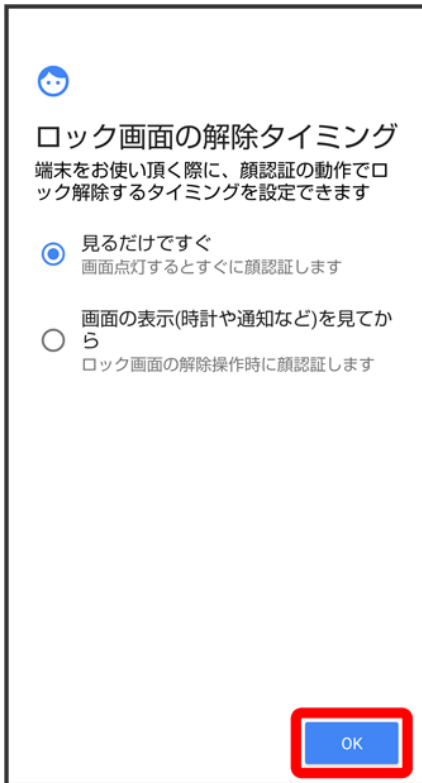 ロック画面の解除タイミング
端末をお使い頂く際に、顔認証の動作でロ
ック解除するタイミングを設定できます
見るだけですぐ
画面点灯するとすぐに顔認証します
画面の表示(時計や通知など)を見てか
ら
ロック画面の解除操作時に顔認証します
OK